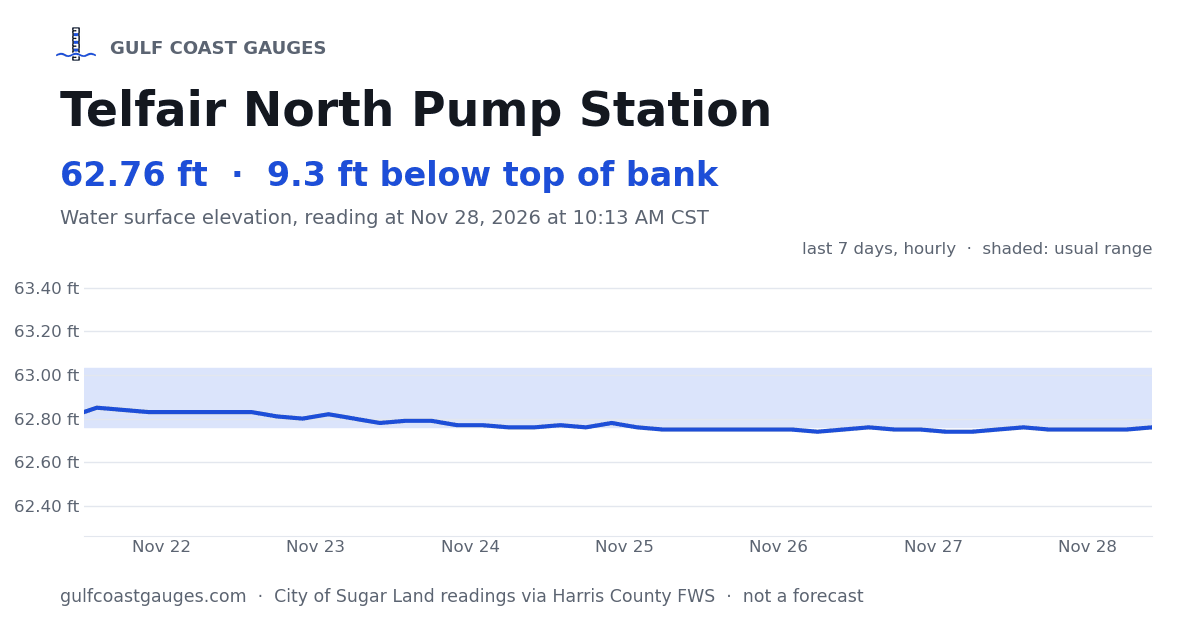 GULF COAST GAUGES
Telfair North Pump Station
62.76 ft · 9.3 ft below top of bank
Water surface elevation, reading at Nov 28, 2026 at 10:13 AM CST
last 7 days, hourly · shaded: usual range
63.40 ft
63.20 ft
63.00 ft
62.80 ft
62.60 ft
62.40 ft
Nov 22 Nov 23 Nov 24 Nov 25 Nov 26 Nov 27 Nov 28
gulfcoastgauges.com · City of Sugar Land readings via Harris County FWS · not a forecast